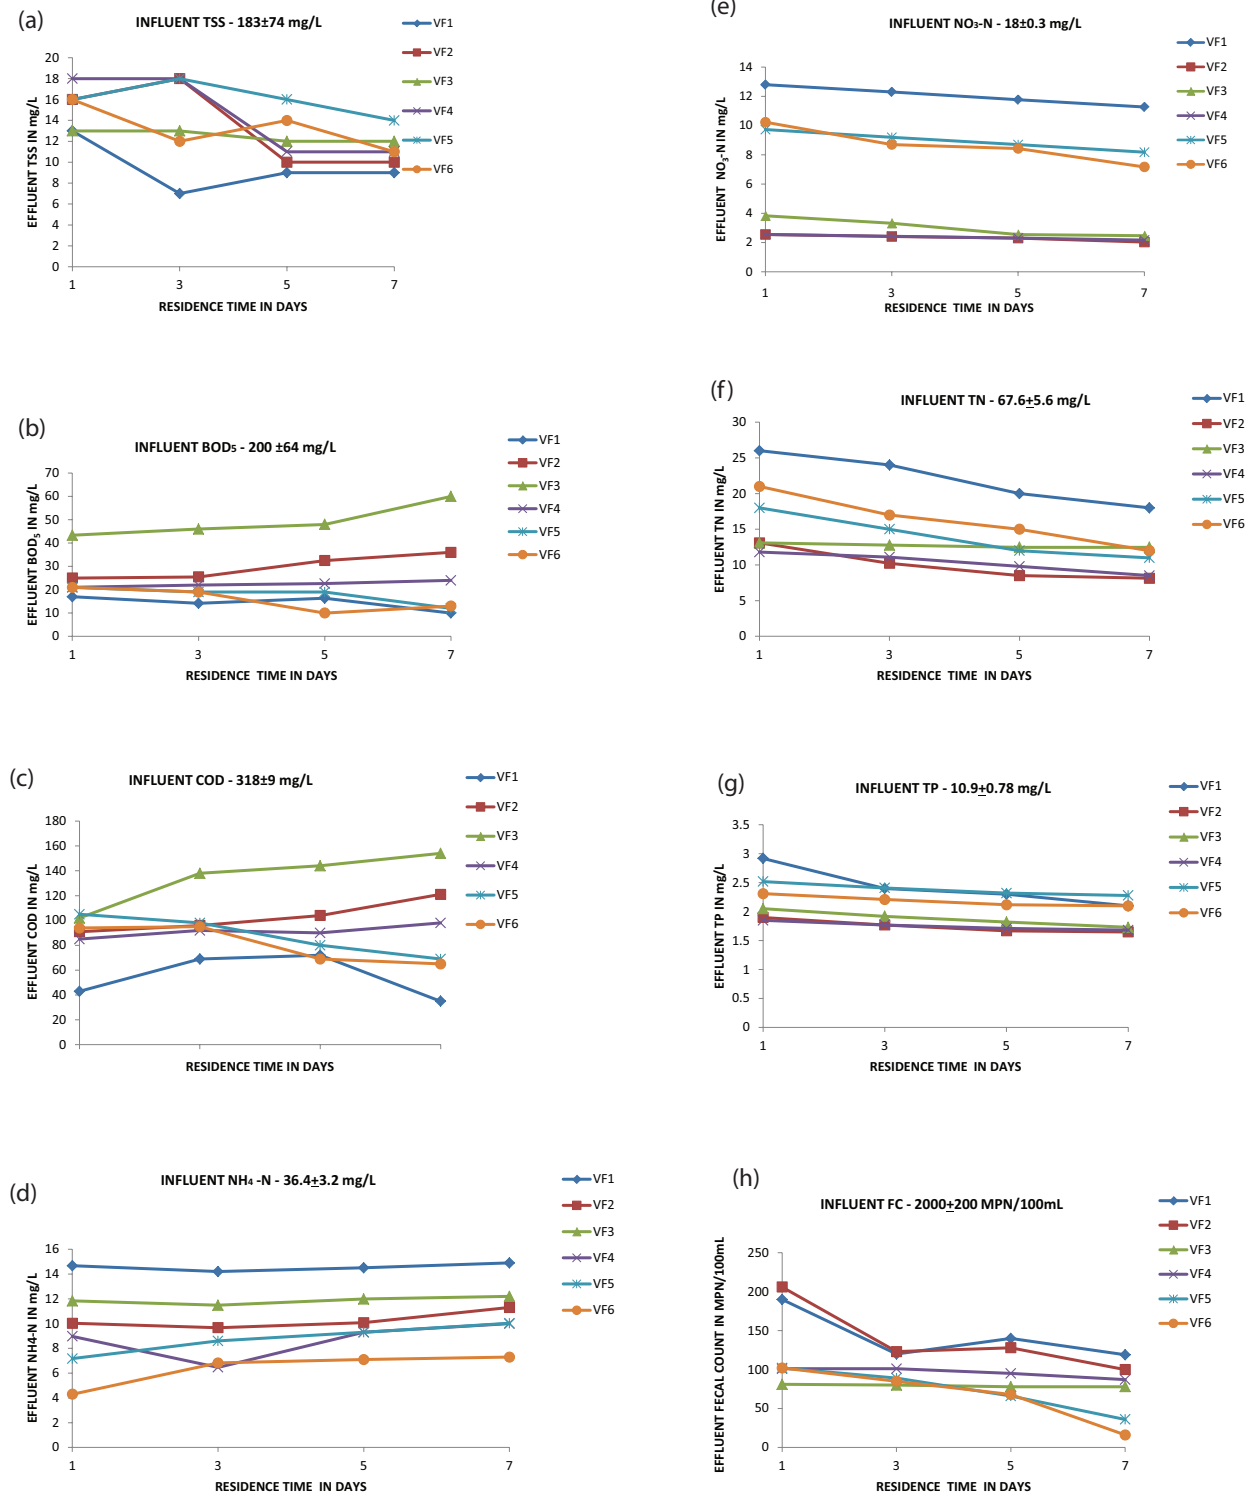 (a)
INFLUENT TSS - 183±74 mg/L
VF1
VF2
VF3
VF4
VF5
VF6
EFFLUENT TSS IN mg/L
20
18
16
14
12
10
8
6
4
2
0
1 3 5 7
RESIDENCE TIME IN DAYS
(b)
INFLUENT BOD₅ - 200 ±64 mg/L
VF1
VF2
VF3
VF4
VF5
VF6
EFFLUENT BOD₅ IN mg/L
70
60
50
40
30
20
10
0
1 3 5 7
RESIDENCE TIME IN DAYS
(c)
INFLUENT COD - 318±9 mg/L
VF1
VF2
VF3
VF4
VF5
VF6
EFFLUENT COD IN mg/L
180
160
140
120
100
80
60
40
20
0
RESIDENCE TIME IN DAYS
(d)
INFLUENT NH₄ -N - 36.4±3.2 mg/L
VF1
VF2
VF3
VF4
VF5
VF6
EFFLUENT NH4-N IN mg/L
16
14
12
10
8
6
4
2
0
1 3 5 7
RESIDENCE TIME IN DAYS
(e)
INFLUENT NO₃-N - 18±0.3 mg/L
VF1
VF2
VF3
VF4
VF5
VF6
EFFLUENT NO₃-N IN mg/L
14
12
10
8
6
4
2
0
1 3 5 7
RESIDENCE TIME IN DAYS
(f)
INFLUENT TN - 67.6±5.6 mg/L
VF1
VF2
VF3
VF4
VF5
VF6
EFFLUENT TN IN mg/L
30
25
20
15
10
5
0
1 3 5 7
RESIDENCE TIME IN DAYS
(g)
INFLUENT TP - 10.9±0.78 mg/L
VF1
VF2
VF3
VF4
VF5
VF6
EFFLUENT TP IN mg/L
3.5
3
2.5
2
1.5
1
0.5
0
1 3 5 7
RESIDENCE TIME IN DAYS
(h)
INFLUENT FC - 2000±200 MPN/100mL
VF1
VF2
VF3
VF4
VF5
VF6
EFFLUENT FECAL COUNT IN MPN/100mL
250
200
150
100
50
0
1 3 5 7
RESIDENCE TIME IN DAYS